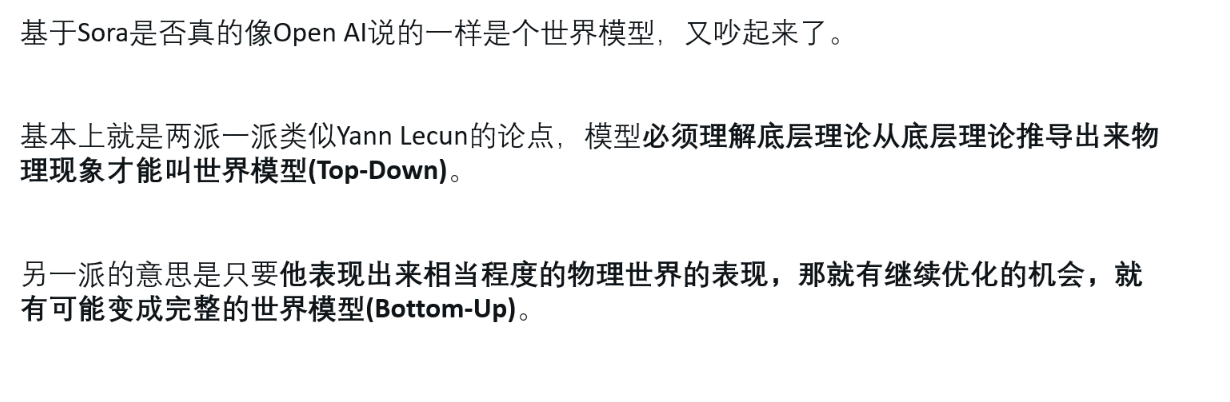 基于Sora是否真的像Open AI说的一样是个世界模型，又吵起来了。
基本上就是两派一派类似Yann Lecun的论点，模型必须理解底层理论从底层理论推导出来物
理现象才能叫世界模型(Top-Down)。
另一派的意思是只要他表现出来相当程度的物理世界的表现，那就有继续优化的机会，就
有可能变成完整的世界模型(Bottom-Up)。